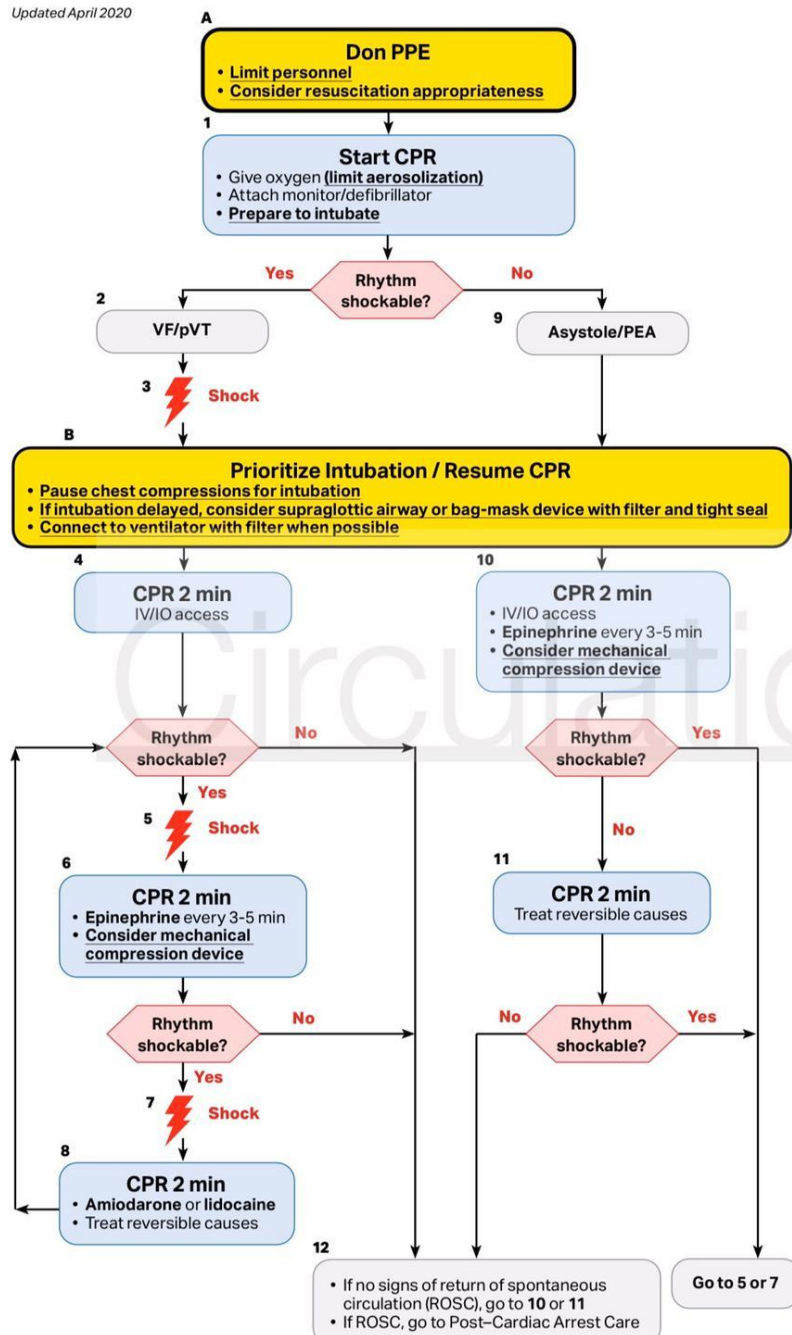 Updated April 2020
A
Don PPE
• Limit personnel
• Consider resuscitation appropriateness
1
Start CPR
• Give oxygen (limit aerosolization)
• Attach monitor/defibrillator
• Prepare to intubate
Yes
Rhythm
shockable?
No
2
VF/pVT
9
Asystole/PEA
3
Shock
B
Prioritize Intubation / Resume CPR
• Pause chest compressions for intubation
• If intubation delayed, consider supraglottic airway or bag-mask device with filter and tight seal
• Connect to ventilator with filter when possible
4
CPR 2 min
IV/IO access
10
CPR 2 min
• IV/IO access
• Epinephrine every 3-5 min
• Consider mechanical
compression device
Circulatio
Rhythm
shockable?
No
Yes
5
Shock
6
CPR 2 min
• Epinephrine every 3-5 min
• Consider mechanical
compression device
Rhythm
shockable?
No
Yes
7
Shock
8
CPR 2 min
• Amiodarone or lidocaine
• Treat reversible causes
Rhythm
shockable?
Yes
No
11
CPR 2 min
Treat reversible causes
No
Rhythm
shockable?
Yes
12
• If no signs of return of spontaneous
circulation (ROSC), go to 10 or 11
• If ROSC, go to Post–Cardiac Arrest Care
Go to 5 or 7